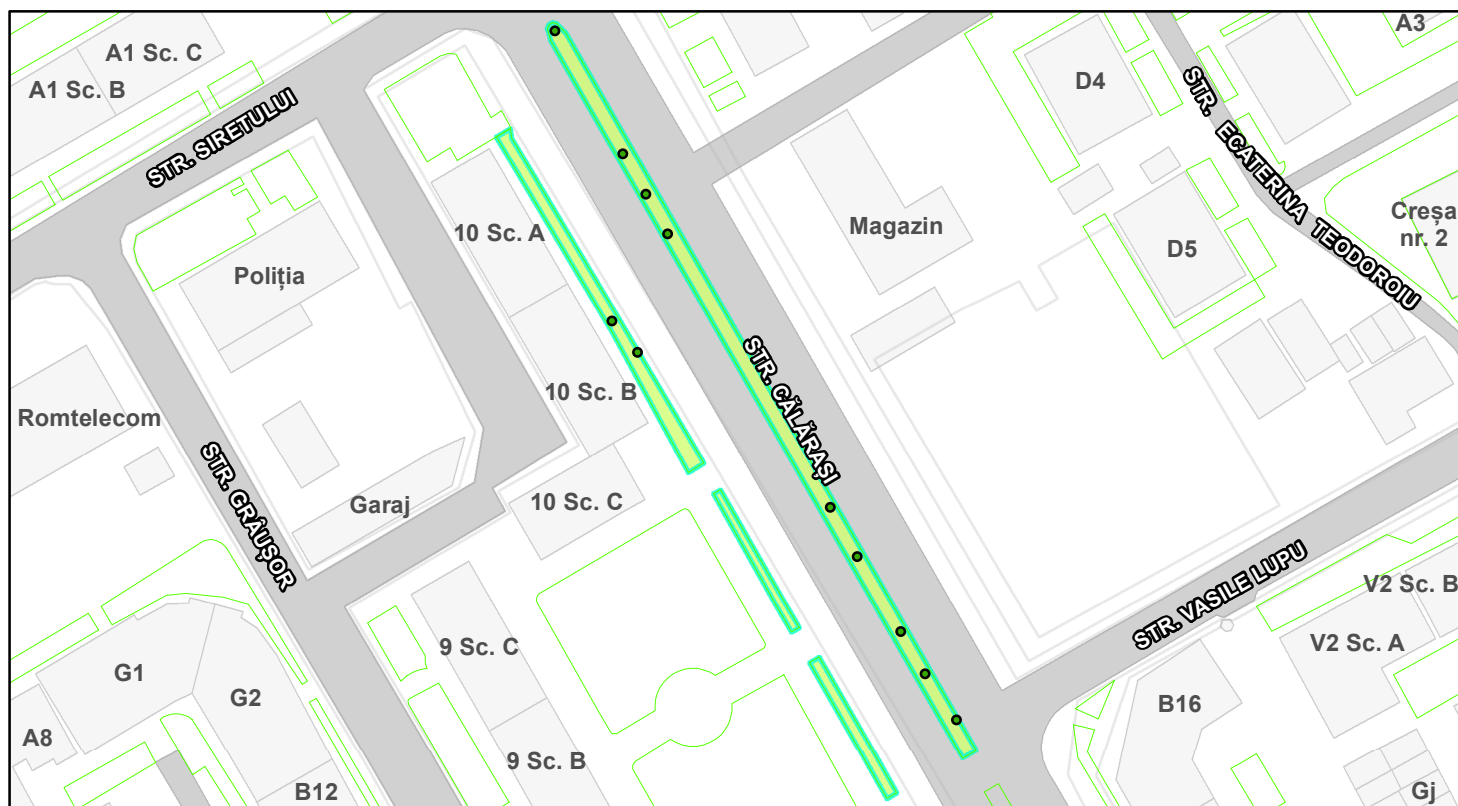 A1 Sc. C
A3
A1 Sc. B
D4
STR. SIRETULUI
STR. ECATERINA TEODOROIU
10 Sc. A
Magazin
Creșa
nr. 2
D5
Poliția
STR. CĂLĂRAȘI
10 Sc. B
Romtelecom
STR. GRÂUȘOR
Garaj
10 Sc. C
STR. VASILE LUPU
V2 Sc. B
V2 Sc. A
9 Sc. C
G1
G2
B16
A8
9 Sc. B
B12
Gj